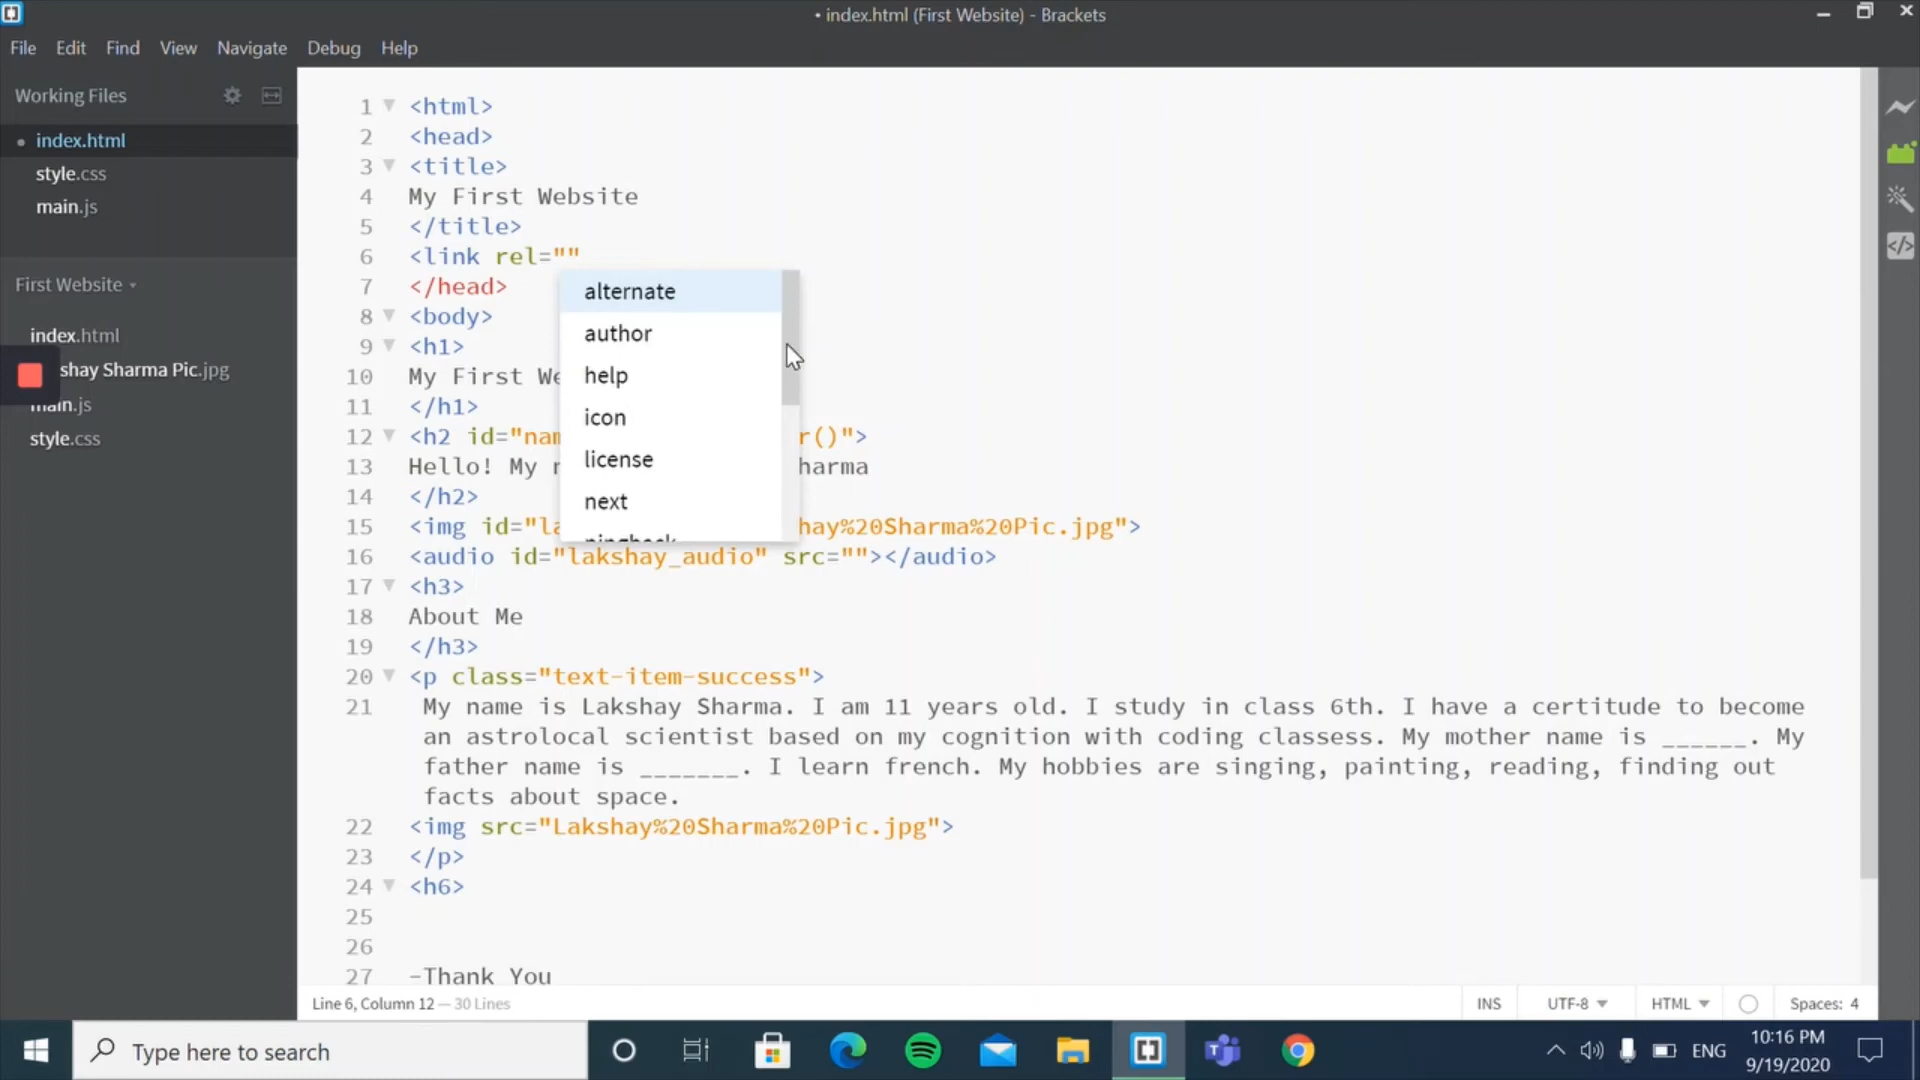 • index.html (First Website) - Brackets
File Edit Find View Navigate Debug Help
Working Files
index.html
style.css
main.js
First Website
index.html
shay Sharma Pic.jpg
main.js
style.css
1 <html>
2 <head>
3 <title>
4 My First Website
5 </title>
6 <link rel=""
7 </head>
8 <body>
9 <h1>
10 My First We
11 </h1>
12 <h2 id="nam r()">
13 Hello! My n harma
14 </h2>
15 <img id="la hay%20Sharma%20Pic.jpg">
16 <audio id="lakshay_audio" src=""></audio>
17 <h3>
18 About Me
19 </h3>
20 <p class="text-item-success">
21 My name is Lakshay Sharma. I am 11 years old. I study in class 6th. I have a certitude to become
an astrolocal scientist based on my cognition with coding classess. My mother name is ______. My
father name is _______. I learn french. My hobbies are singing, painting, reading, finding out
facts about space.
22 <img src="Lakshay%20Sharma%20Pic.jpg">
23 </p>
24 <h6>
25
26
27 -Thank You
alternate
author
help
icon
license
next
pingback
Line 6, Column 12 — 30 Lines
INS UTF-8 HTML Spaces: 4
Type here to search
ENG
10:16 PM
9/19/2020